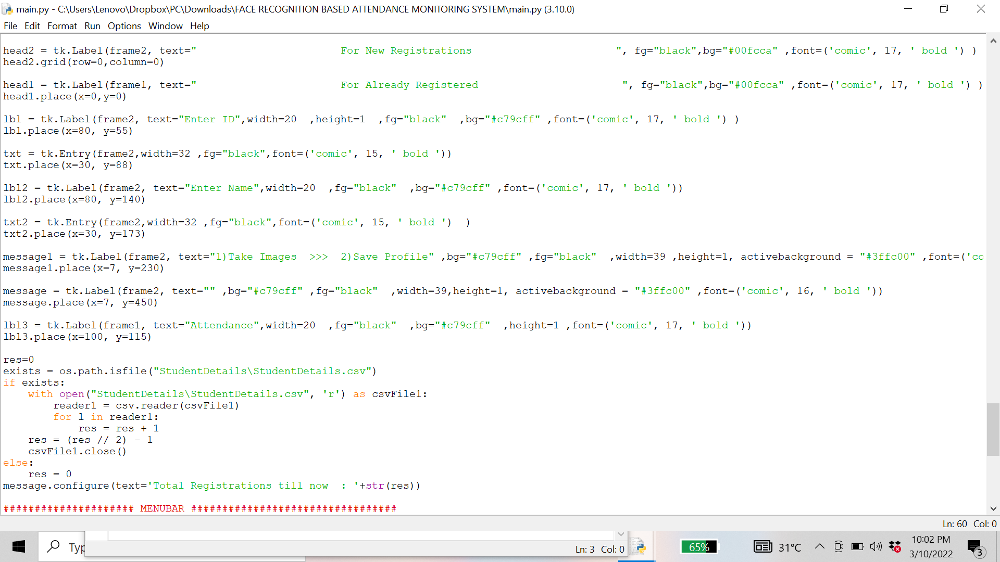 main.py - C:\Users\Lenovo\Dropbox\PC\Downloads\FACE RECOGNITION BASED ATTENDANCE MONITORING SYSTEM\main.py (3.10.0)
File Edit Format Run Options Window Help
head2 = tk.Label(frame2, text="                       For New Registrations                       ", fg="black",bg="#00fcca" ,font=('comic', 17, ' bold ') )
head2.grid(row=0,column=0)

head1 = tk.Label(frame1, text="                       For Already Registered                       ", fg="black",bg="#00fcca" ,font=('comic', 17, ' bold ') )
head1.place(x=0,y=0)

lbl = tk.Label(frame2, text="Enter ID",width=20  ,height=1  ,fg="black"  ,bg="#c79cff" ,font=('comic', 17, ' bold ') )
lbl.place(x=80, y=55)

txt = tk.Entry(frame2,width=32 ,fg="black",font=('comic', 15, ' bold '))
txt.place(x=30, y=88)

lbl2 = tk.Label(frame2, text="Enter Name",width=20  ,fg="black"  ,bg="#c79cff" ,font=('comic', 17, ' bold '))
lbl2.place(x=80, y=140)

txt2 = tk.Entry(frame2,width=32 ,fg="black",font=('comic', 15, ' bold ')  )
txt2.place(x=30, y=173)

message1 = tk.Label(frame2, text="1)Take Images  >>>  2)Save Profile" ,bg="#c79cff" ,fg="black"  ,width=39 ,height=1, activebackground = "#3ffc00" ,font=('co
message1.place(x=7, y=230)

message = tk.Label(frame2, text="" ,bg="#c79cff" ,fg="black"  ,width=39,height=1, activebackground = "#3ffc00" ,font=('comic', 16, ' bold '))
message.place(x=7, y=450)

lbl3 = tk.Label(frame1, text="Attendance",width=20  ,fg="black"  ,bg="#c79cff"  ,height=1 ,font=('comic', 17, ' bold '))
lbl3.place(x=100, y=115)

res=0
exists = os.path.isfile("StudentDetails\StudentDetails.csv")
if exists:
    with open("StudentDetails\StudentDetails.csv", 'r') as csvFile1:
        reader1 = csv.reader(csvFile1)
        for l in reader1:
            res = res + 1
    res = (res // 2) - 1
    csvFile1.close()
else:
    res = 0
message.configure(text='Total Registrations till now  : '+str(res))

##################### MENUBAR #################################
Ln: 60 Col: 0
Typ
Ln: 3 Col: 0
65%
31°C
10:02 PM
3/10/2022
3